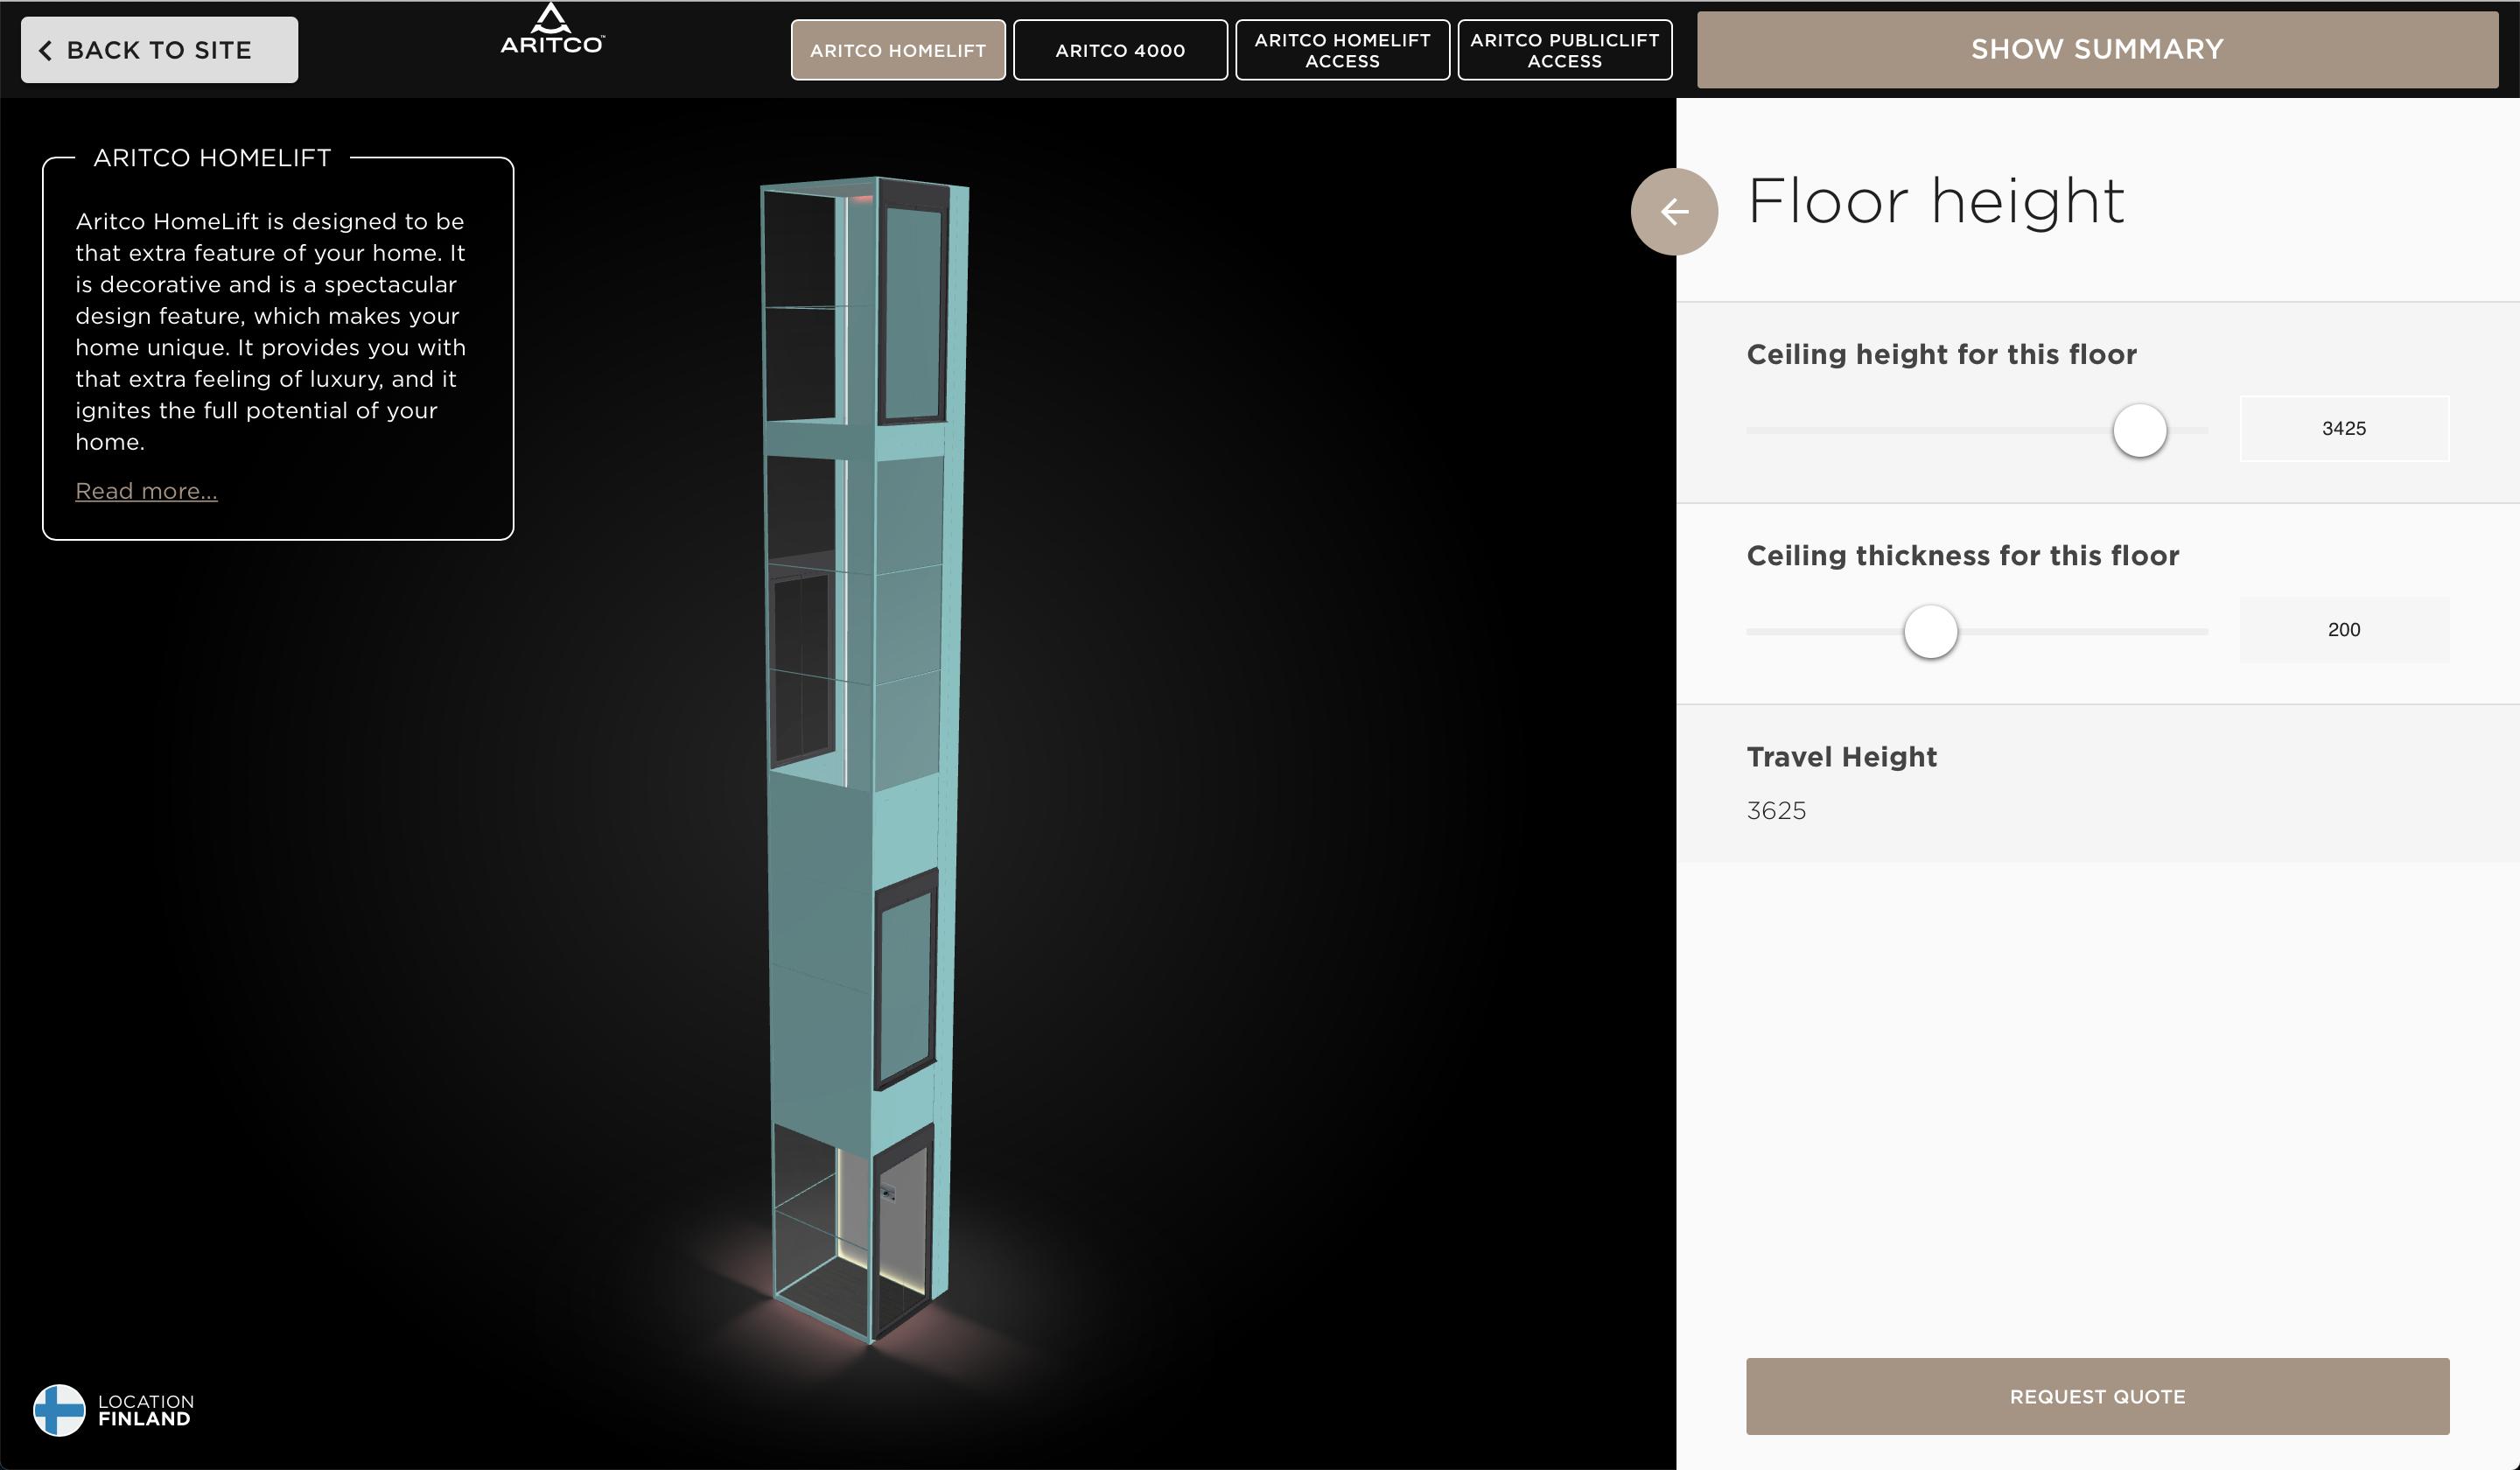 BACK TO SITE
ARITCO™
ARITCO HOMELIFT
ARITCO 4000
ARITCO HOMELIFT
ACCESS
ARITCO PUBLICLIFT
ACCESS
SHOW SUMMARY
ARITCO HOMELIFT
Aritco HomeLift is designed to be
that extra feature of your home. It
is decorative and is a spectacular
design feature, which makes your
home unique. It provides you with
that extra feeling of luxury, and it
ignites the full potential of your
home.
Read more...
LOCATION
FINLAND
Floor height
Ceiling height for this floor
3425
Ceiling thickness for this floor
200
Travel Height
3625
REQUEST QUOTE